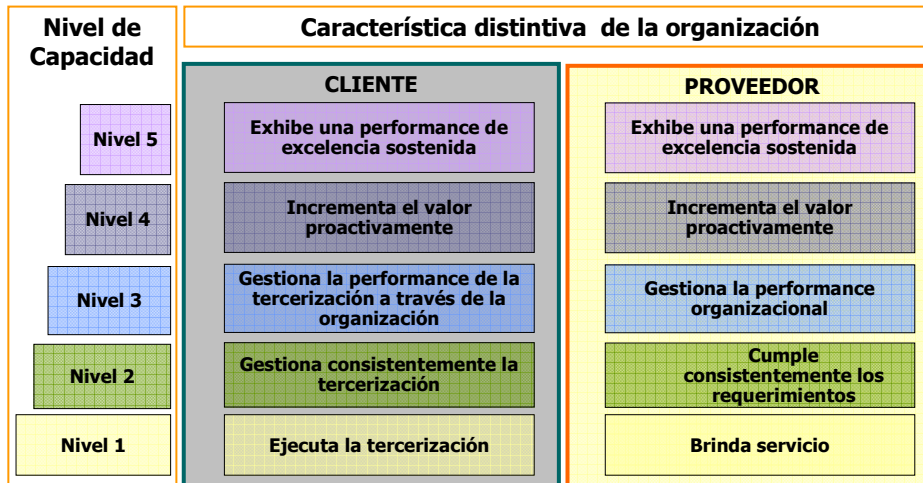 Nivel de
Capacidad
Característica distintiva de la organización
CLIENTE
PROVEEDOR
Nivel 5
Exhibe una performance de
excelencia sostenida
Exhibe una performance de
excelencia sostenida
Nivel 4
Incrementa el valor
proactivamente
Incrementa el valor
proactivamente
Nivel 3
Gestiona la performance de la
tercerización a través de la
organización
Gestiona la performance
organizacional
Nivel 2
Gestiona consistentemente la
tercerización
Cumple
consistentemente los
requerimientos
Nivel 1
Ejecuta la tercerización
Brinda servicio